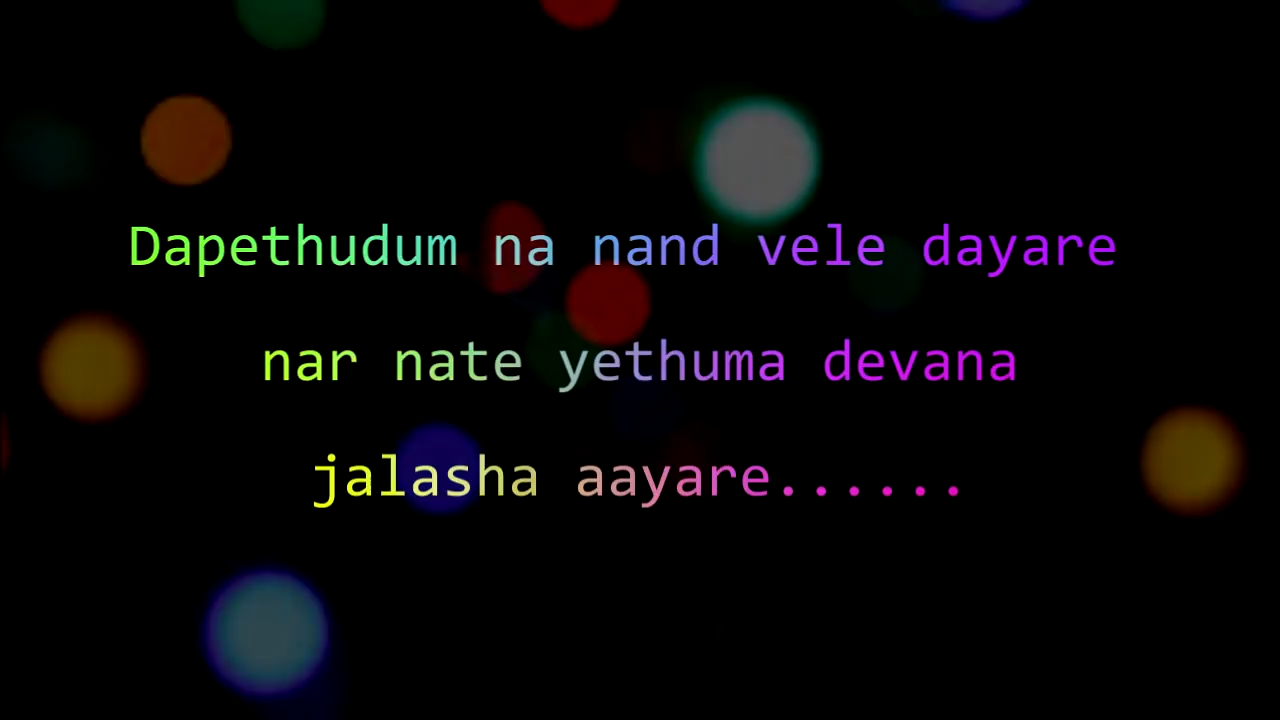 Dapethudum na nand vele dayare
nar nate yethuma devana
jalasha aayare......